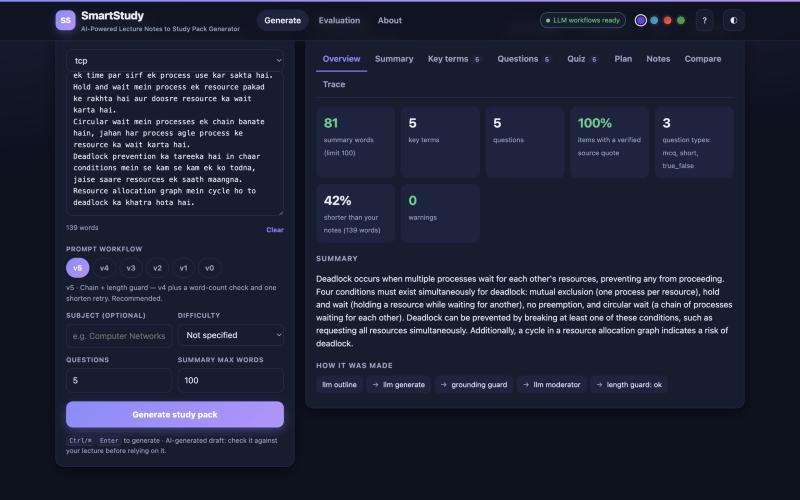 SS
SmartStudy
AI-Powered Lecture Notes to Study Pack Generator
Generate
Evaluation
About
LLM workflows ready
?
tcp
ek time par sirf ek process use kar sakta hai.
Hold and wait mein process ek resource pakad
ke rakhta hai aur doosre resource ka wait
karta hai.
Circular wait mein processes ek chain banate
hain, jahan har process agle process ke
resource ka wait karta hai.
Deadlock prevention ka tareeka hai in chaar
conditions mein se kam se kam ek ko todna,
jaise saare resources ek saath maangna.
Resource allocation graph mein cycle ho to
deadlock ka khatra hota hai.
139 words
Clear
PROMPT WORKFLOW
v5 v4 v3 v2 v1 v0
v5 · Chain + length guard — v4 plus a word-count check and one
shorten retry. Recommended.
SUBJECT (OPTIONAL)
DIFFICULTY
e.g. Computer Networks
Not specified
QUESTIONS
SUMMARY MAX WORDS
5
100
Generate study pack
Ctrl/⌘ Enter to generate · AI-generated draft: check it against
your lecture before relying on it.
Overview
Summary
Key terms 5
Questions 5
Quiz 5
Plan
Notes
Compare
Trace
81
summary words
(limit 100)
5
key terms
5
questions
100%
items with a verified
source quote
3
question types:
mcq, short,
true_false
42%
shorter than your
notes (139 words)
0
warnings
SUMMARY
Deadlock occurs when multiple processes wait for each other's resources, preventing any from proceeding.
Four conditions must exist simultaneously for deadlock: mutual exclusion (one process per resource), hold
and wait (holding a resource while waiting for another), no preemption, and circular wait (a chain of processes
waiting for each other). Deadlock can be prevented by breaking at least one of these conditions, such as
requesting all resources simultaneously. Additionally, a cycle in a resource allocation graph indicates a risk of
deadlock.
HOW IT WAS MADE
llm outline
→ llm generate
→ grounding guard
→ llm moderator
→ length guard: ok